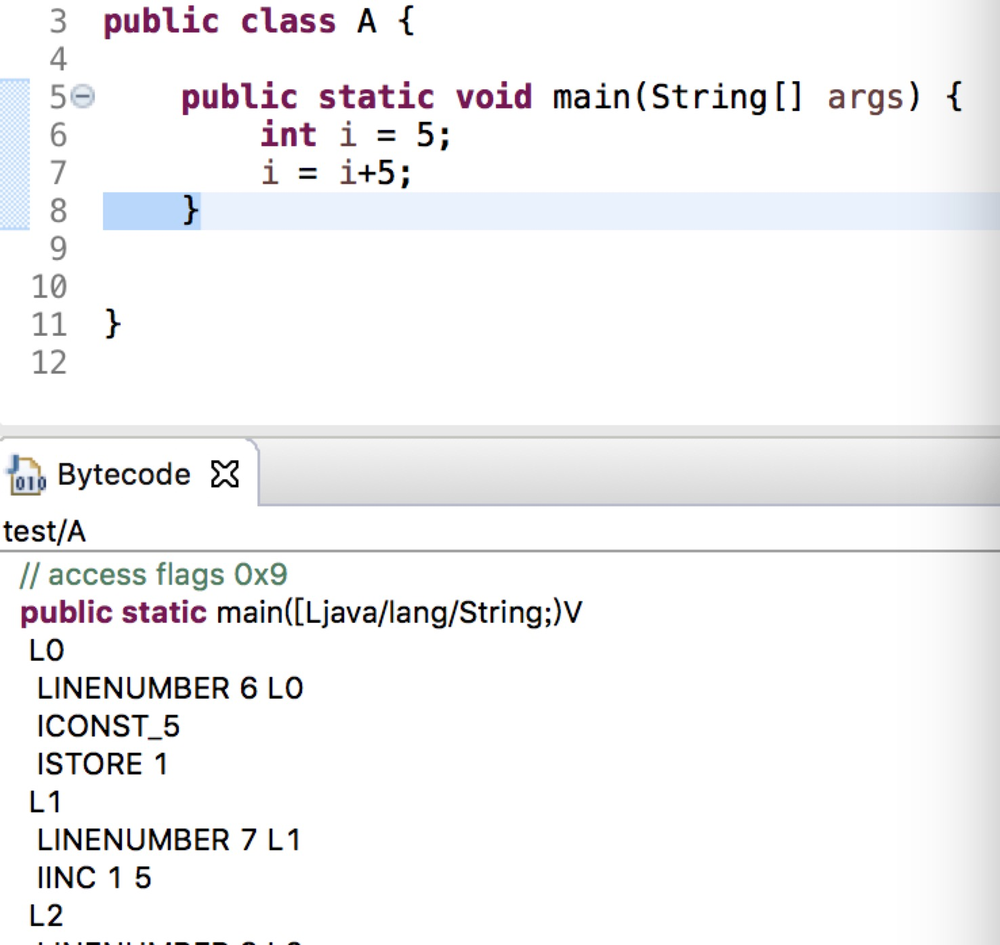 3 public class A {
4
5 public static void main(String[] args) {
6 int i = 5;
7 i = i+5;
8 }
9
10
11 }
12
010 Bytecode
test/A
// access flags 0x9
public static main([Ljava/lang/String;)V
L0
LINENUMBER 6 L0
ICONST_5
ISTORE 1
L1
LINENUMBER 7 L1
IINC 1 5
L2